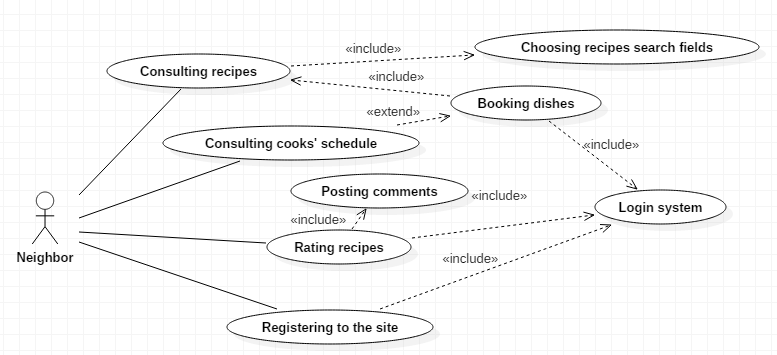 «include»
Choosing recipes search fields
Consulting recipes
«include»
Booking dishes
«extend»
Consulting cooks' schedule
«include»
Posting comments
«include»
Login system
«include»
Rating recipes
Neighbor
«include»
Registering to the site